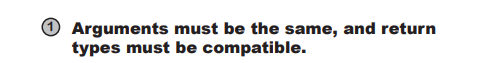 ① Arguments must be the same, and return
types must be compatible.